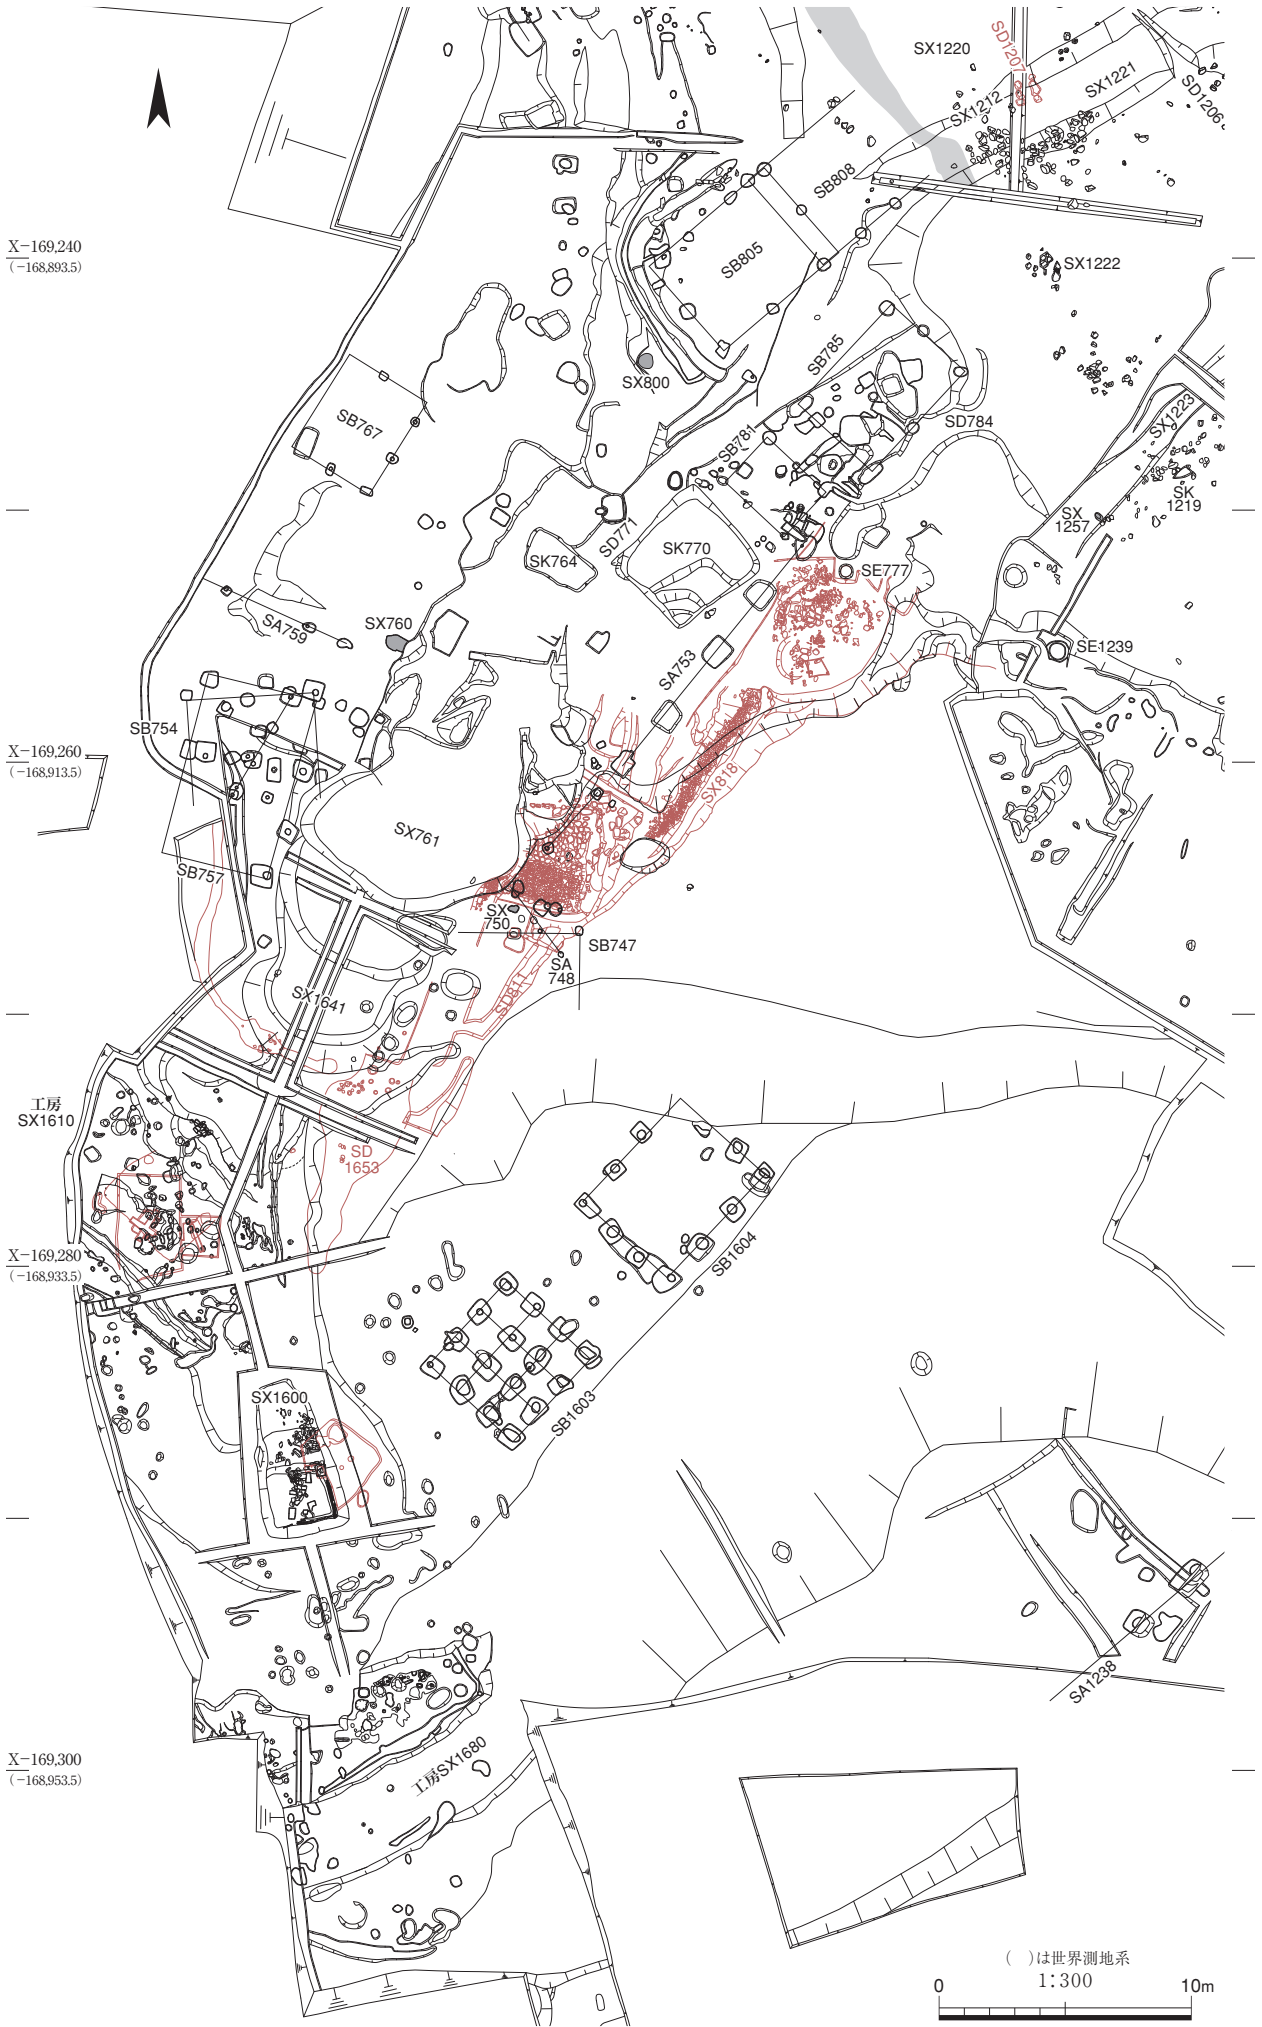 SX1220
SD1207
SX1221
SD1206
SX1212
SB808
X-169,240
(-168,893.5)
SB805
SX1222
SB785
SX800
SB767
SX1223
SD784
SB781
SK
1219
SX
1257
SD771
SK770
SK764
SE777
SA759
SX760
SE1239
SA753
SB754
X-169,260
(-168,913.5)
SX818
SX761
SB757
SX
750
SB747
SA
748
SD811
SX1641
工房
SX1610
SD
1653
X-169,280
(-168,933.5)
SB1604
SX1600
SB1603
SA1238
X-169,300
(-168,953.5)
工房SX1680
(　)は世界測地系
1:300
0 10m